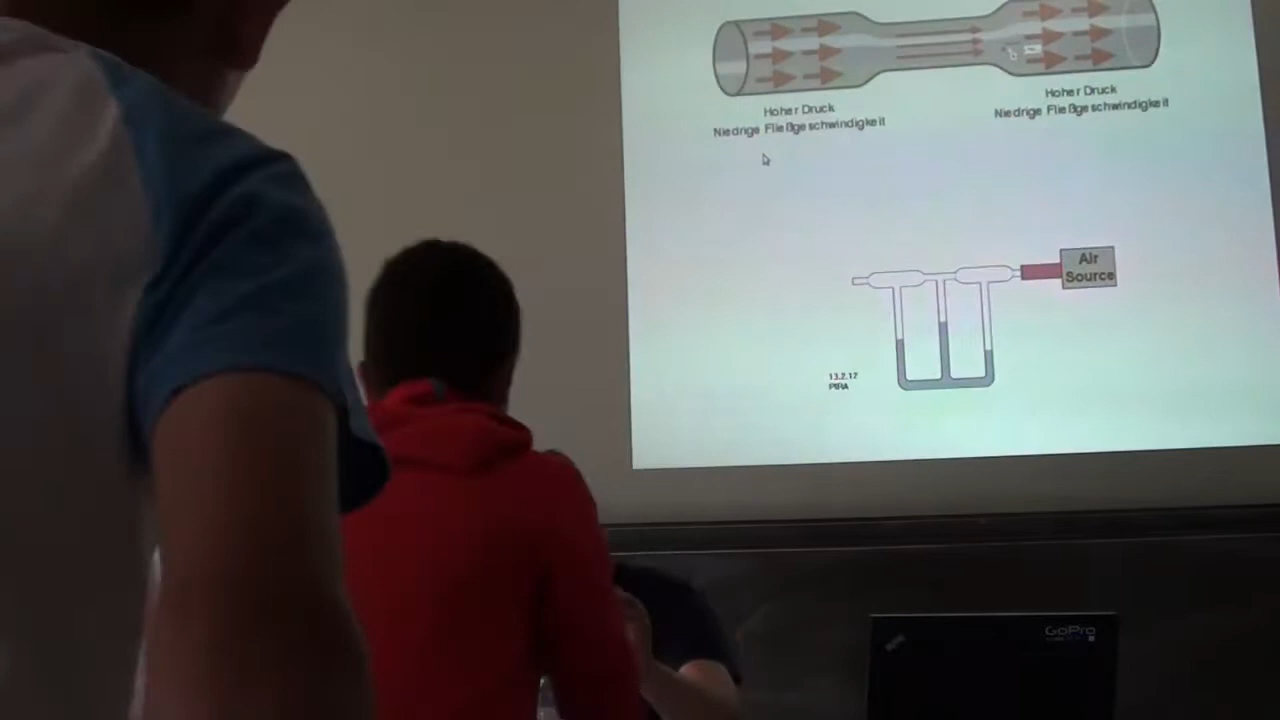 Hoher Druck
Niedrige Fließgeschwindigkeit
Hoher Druck
Niedrige Fließgeschwindigkeit
Air
Source
13.2.12
PIRA
GoPro